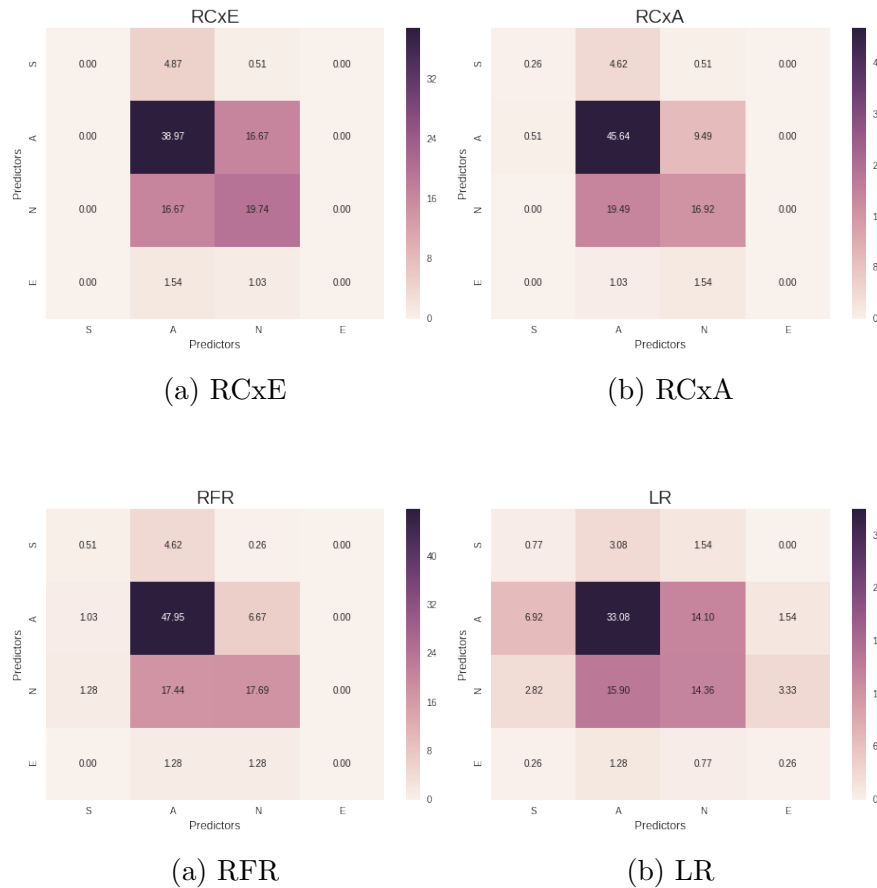 RCxE
S 0.00 4.87 0.51 0.00
A 0.00 38.97 16.67 0.00
N 0.00 16.67 19.74 0.00
E 0.00 1.54 1.03 0.00
S A N E
Predictors
Predictors
32
24
16
8
0
(a) RCxE
RCxA
S 0.26 4.62 0.51 0.00
A 0.51 45.64 9.49 0.00
N 0.00 19.49 16.92 0.00
E 0.00 1.03 1.54 0.00
S A N E
Predictors
Predictors
8
0
(b) RCxA
RFR
S 0.51 4.62 0.26 0.00
A 1.03 47.95 6.67 0.00
N 1.28 17.44 17.69 0.00
E 0.00 1.28 1.28 0.00
S A N E
Predictors
Predictors
40
32
24
16
8
0
(a) RFR
LR
S 0.77 3.08 1.54 0.00
A 6.92 33.08 14.10 1.54
N 2.82 15.90 14.36 3.33
E 0.26 1.28 0.77 0.26
S A N E
Predictors
Predictors
6
0
(b) LR